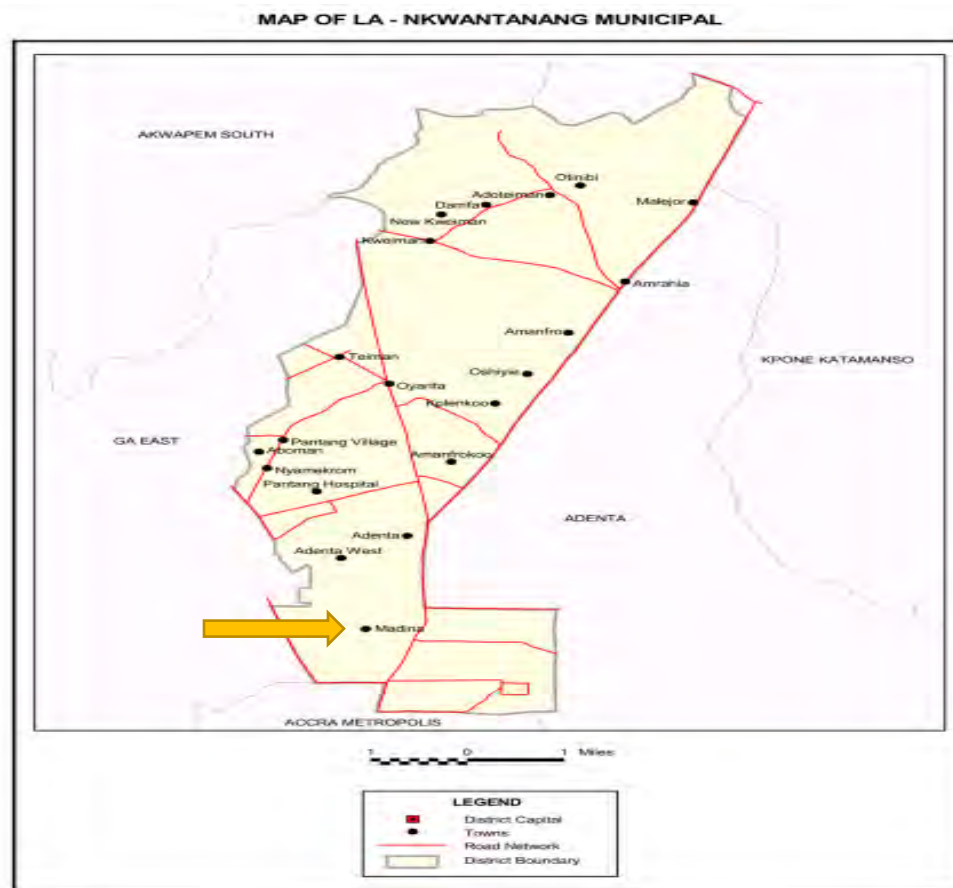 MAP OF LA - NKWANTANANG MUNICIPAL
AKWAPEM SOUTH
Otinibi
Adoteiman
Damfa
Malejor
New Kweiman
Kweiman
Amrahia
Amanfro
Teiman
KPONE KATAMANSO
Oshiyie
Oyarifa
Kplenkoo
GA EAST
Pantang Village
Aboman
Amanfrokoo
Nyamekrom
Pantang Hospital
ADENTA
Adenta
Adenta West
Madina
ACCRA METROPOLIS
1 0 1 Miles
LEGEND
District Capital
Towns
Road Network
District Boundary